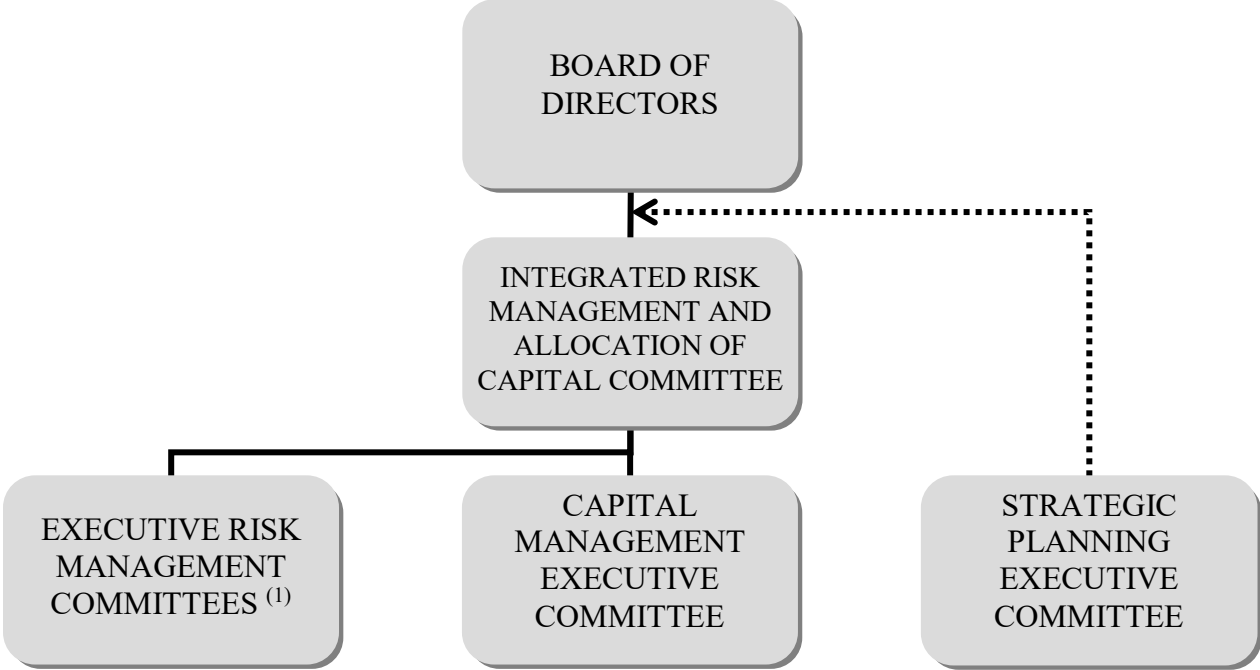 BOARD OF
DIRECTORS
INTEGRATED RISK
MANAGEMENT AND
ALLOCATION OF
CAPITAL COMMITTEE
EXECUTIVE RISK
MANAGEMENT
COMMITTEES (1)
CAPITAL
MANAGEMENT
EXECUTIVE
COMMITTEE
STRATEGIC
PLANNING
EXECUTIVE
COMMITTEE